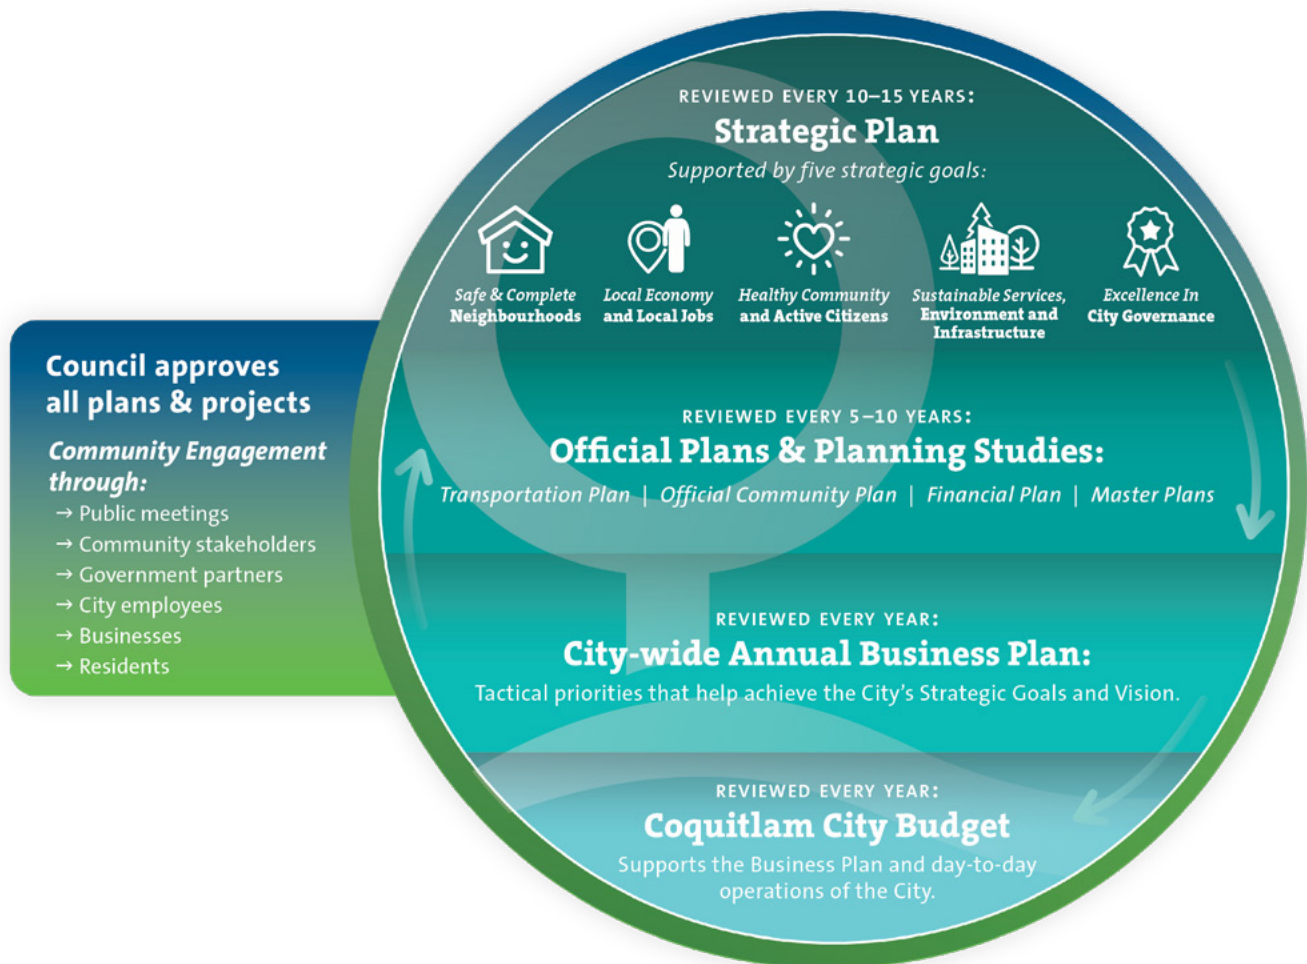 Council approves
all plans & projects
Community Engagement
through:
→ Public meetings
→ Community stakeholders
→ Government partners
→ City employees
→ Businesses
→ Residents
REVIEWED EVERY 10–15 YEARS:
Strategic Plan
Supported by five strategic goals:
Safe & Complete
Neighbourhoods
Local Economy
and Local Jobs
Healthy Community
and Active Citizens
Sustainable Services,
Environment and
Infrastructure
Excellence In
City Governance
REVIEWED EVERY 5–10 YEARS:
Official Plans & Planning Studies:
Transportation Plan | Official Community Plan | Financial Plan | Master Plans
REVIEWED EVERY YEAR:
City-wide Annual Business Plan:
Tactical priorities that help achieve the City's Strategic Goals and Vision.
REVIEWED EVERY YEAR:
Coquitlam City Budget
Supports the Business Plan and day-to-day
operations of the City.